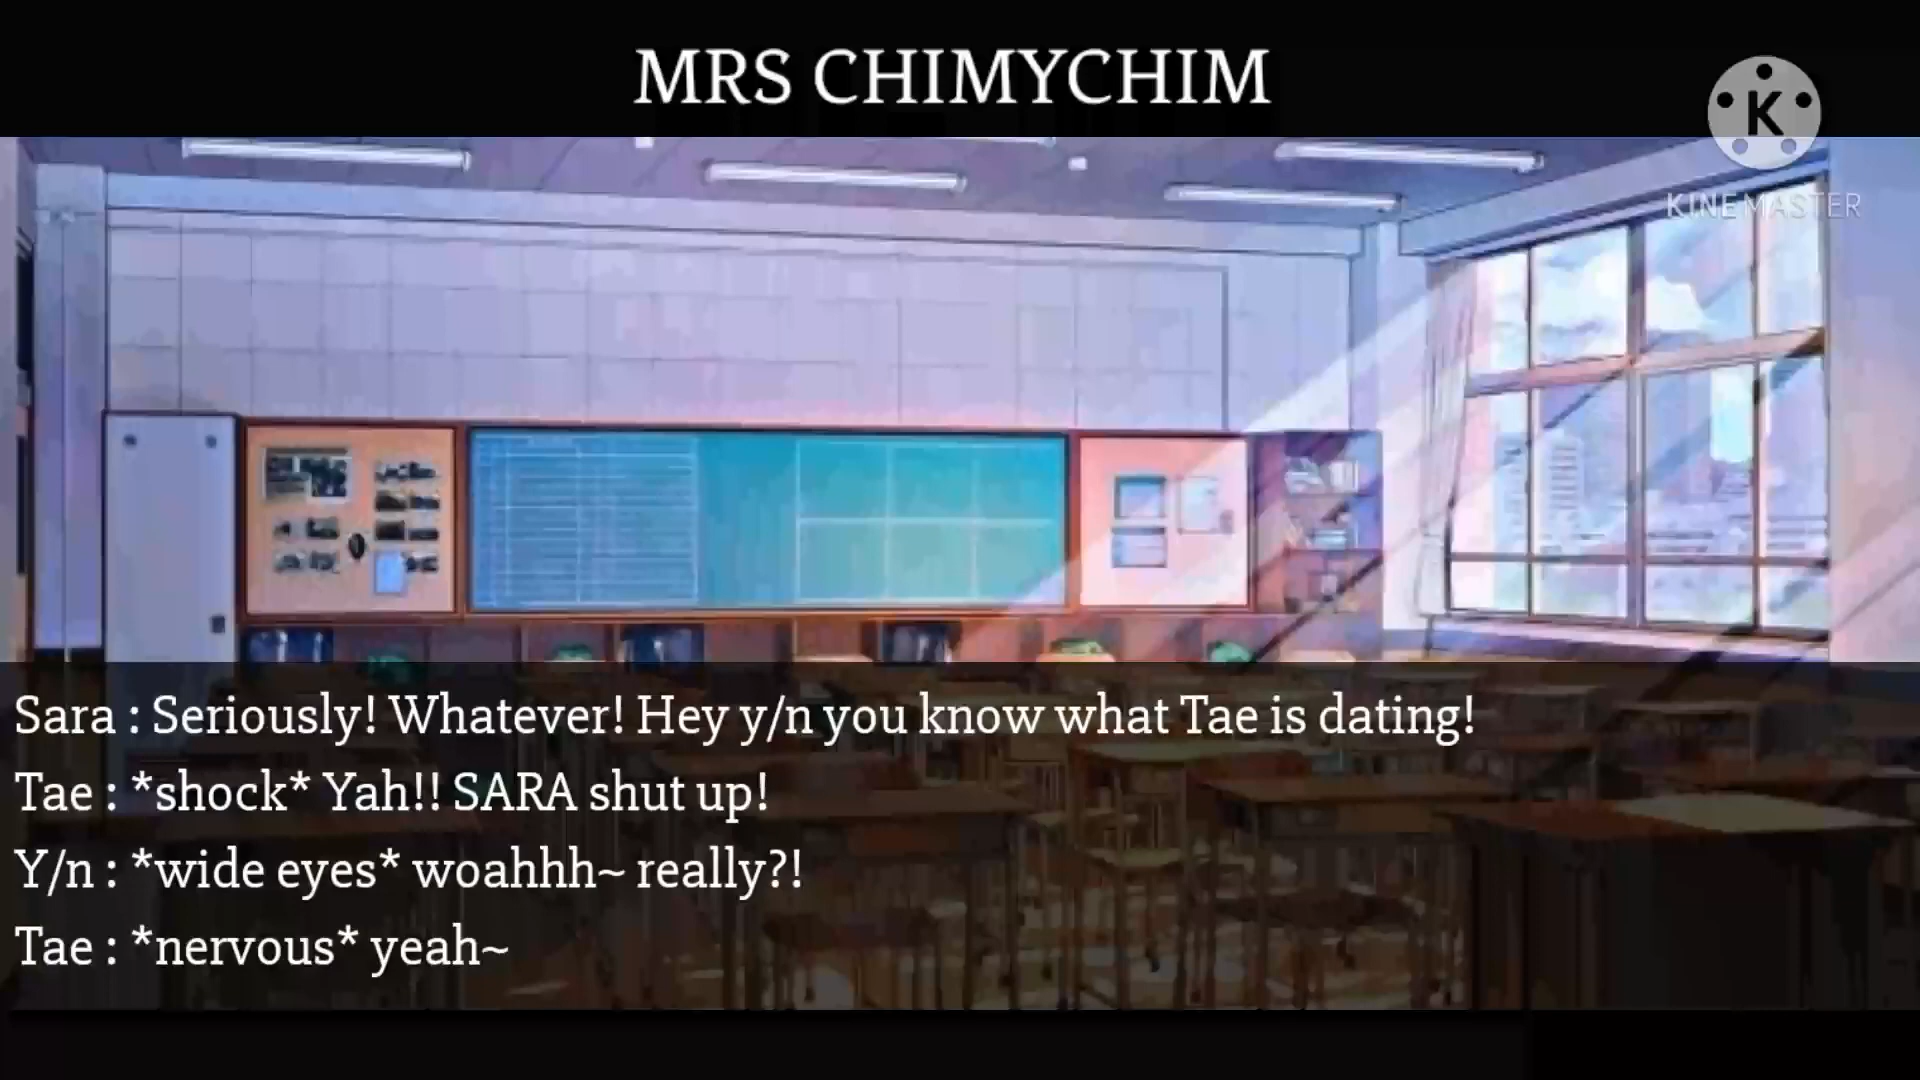 MRS CHIMYCHIM
K
KINEMASTER
Sara : Seriously! Whatever! Hey y/n you know what Tae is dating!
Tae : *shock* Yah!! SARA shut up!
Y/n : *wide eyes* woahhh~ really?!
Tae : *nervous* yeah~